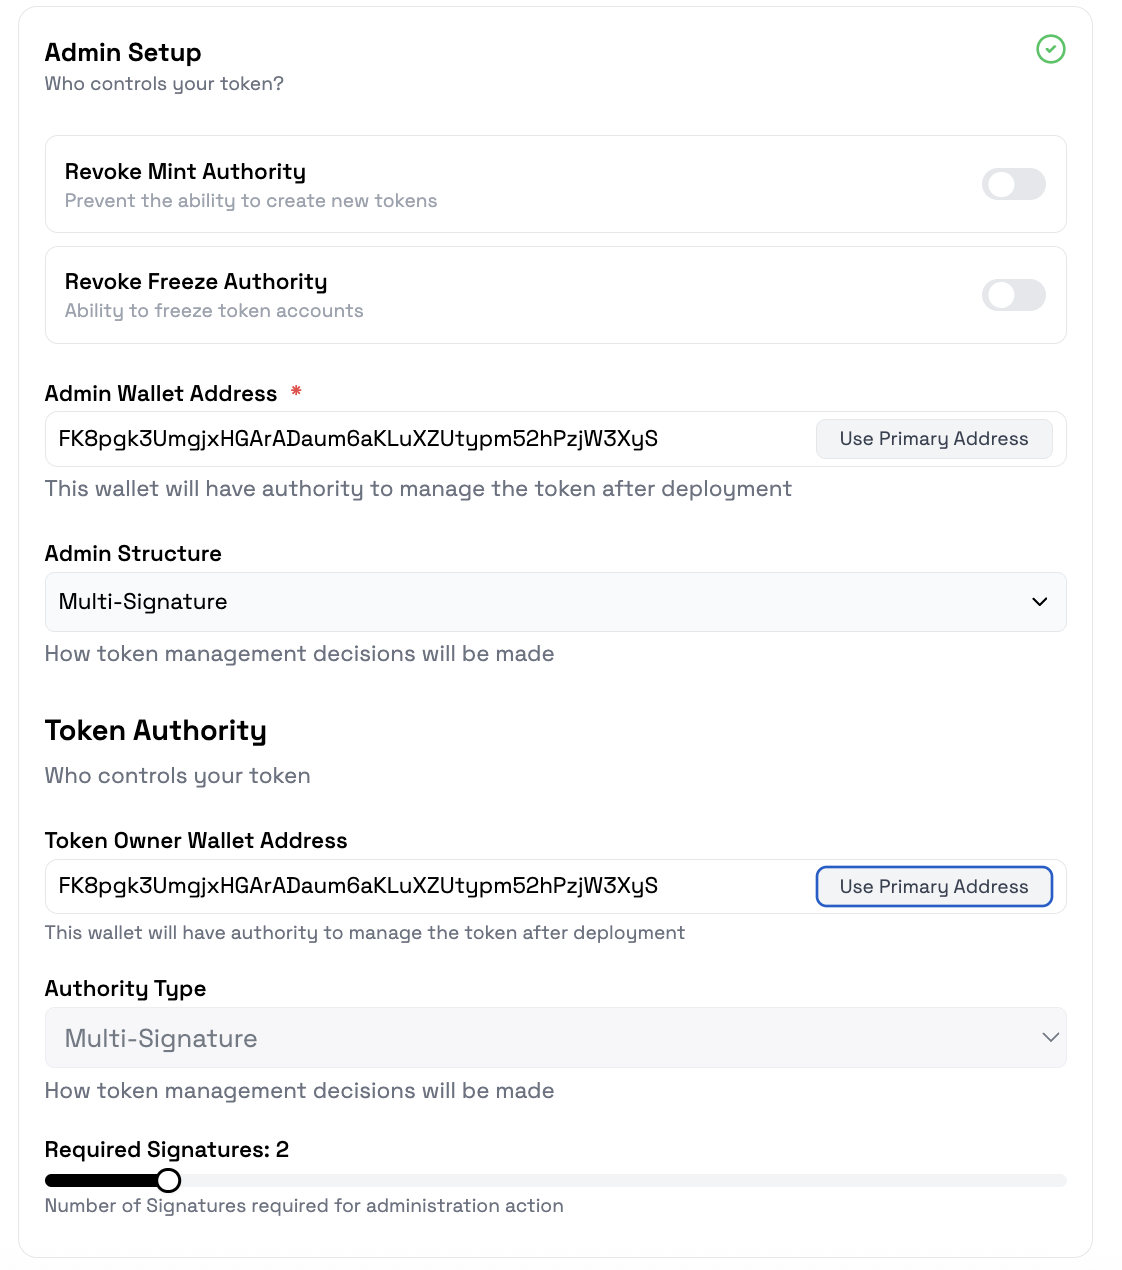 Admin Setup
Who controls your token?
Revoke Mint Authority
Prevent the ability to create new tokens
Revoke Freeze Authority
Ability to freeze token accounts
Admin Wallet Address *
FK8pgk3UmgjxHGArADaum6aKLuXZUtypm52hPzjW3XyS
Use Primary Address
This wallet will have authority to manage the token after deployment
Admin Structure
Multi-Signature
How token management decisions will be made
Token Authority
Who controls your token
Token Owner Wallet Address
FK8pgk3UmgjxHGArADaum6aKLuXZUtypm52hPzjW3XyS
Use Primary Address
This wallet will have authority to manage the token after deployment
Authority Type
Multi-Signature
How token management decisions will be made
Required Signatures: 2
Number of Signatures required for administration action